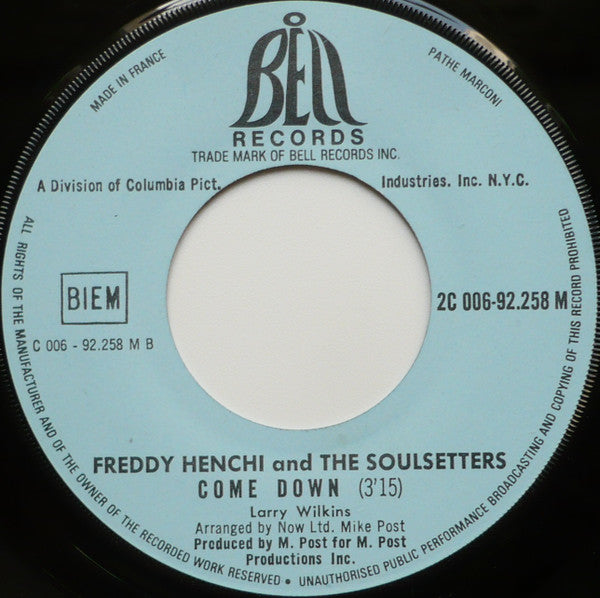 BELL
RECORDS
TRADE MARK OF BELL RECORDS INC.
MADE IN FRANCE
PATHE MARCONI
A Division of Columbia Pict. Industries. Inc. N.Y.C.
BIEM
2C 006-92.258 M
C 006 - 92.258 M B
FREDDY HENCHI and THE SOULSETTERS
COME DOWN (3'15)
Larry Wilkins
Arranged by Now Ltd. Mike Post
Produced by M. Post for M. Post
Productions Inc.
ALL RIGHTS OF THE MANUFACTURER AND OF THE OWNER OF THE RECORDED WORK RESERVED • UNAUTHORISED PUBLIC PERFORMANCE BROADCASTING AND COPYING OF THIS RECORD PROHIBITED